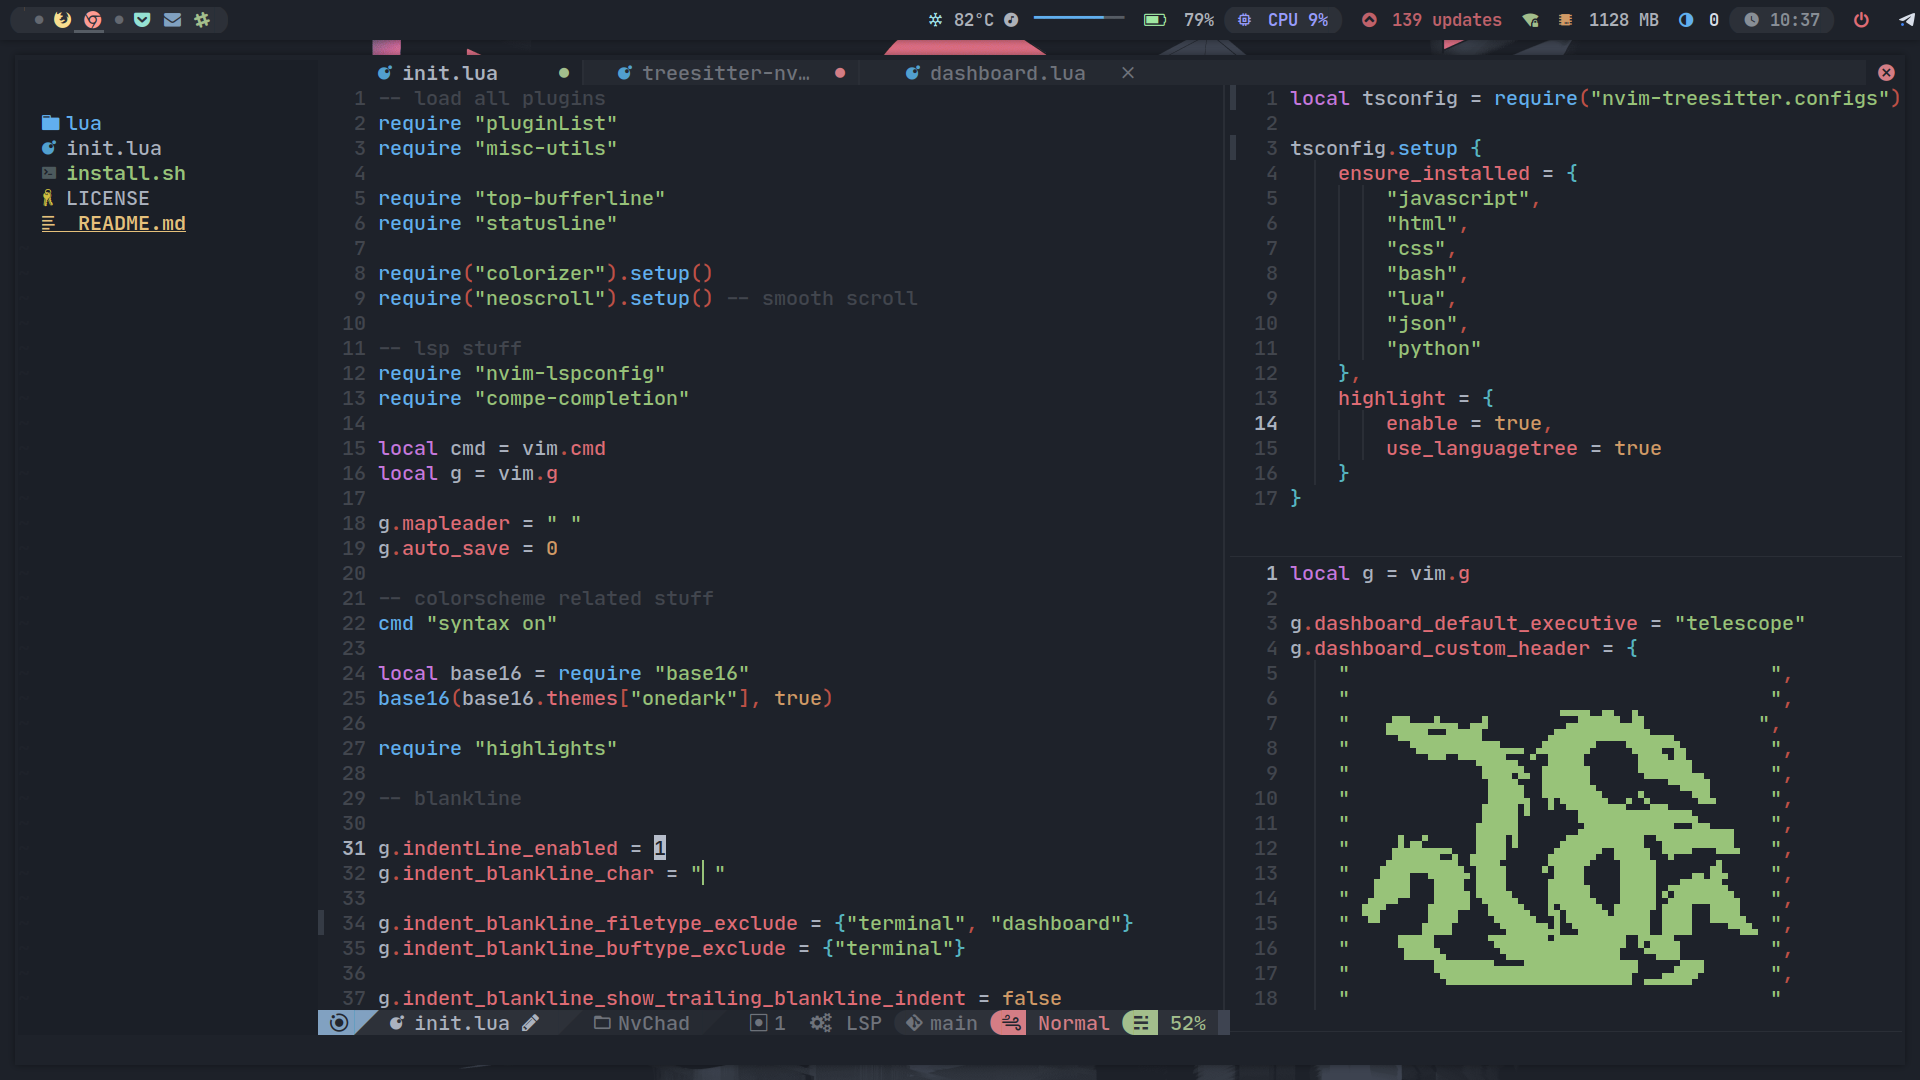 82°C 79% CPU 9% 139 updates 1128 MB 0 10:37
init.lua treesitter-nv… dashboard.lua
lua
init.lua
install.sh
LICENSE
README.md
1 -- load all plugins
2 require "pluginList"
3 require "misc-utils"
4
5 require "top-bufferline"
6 require "statusline"
7
8 require("colorizer").setup()
9 require("neoscroll").setup() -- smooth scroll
10
11 -- lsp stuff
12 require "nvim-lspconfig"
13 require "compe-completion"
14
15 local cmd = vim.cmd
16 local g = vim.g
17
18 g.mapleader = " "
19 g.auto_save = 0
20
21 -- colorscheme related stuff
22 cmd "syntax on"
23
24 local base16 = require "base16"
25 base16(base16.themes["onedark"], true)
26
27 require "highlights"
28
29 -- blankline
30
31 g.indentLine_enabled = 1
32 g.indent_blankline_char = "▏"
33
34 g.indent_blankline_filetype_exclude = {"terminal", "dashboard"}
35 g.indent_blankline_buftype_exclude = {"terminal"}
36
37 g.indent_blankline_show_trailing_blankline_indent = false
1 local tsconfig = require("nvim-treesitter.configs")
2
3 tsconfig.setup {
4 ensure_installed = {
5 "javascript",
6 "html",
7 "css",
8 "bash",
9 "lua",
10 "json",
11 "python"
12 },
13 highlight = {
14 enable = true,
15 use_languagetree = true
16 }
17 }
1 local g = vim.g
2
3 g.dashboard_default_executive = "telescope"
4 g.dashboard_custom_header = {
5 " ",
6 " ",
7 " ",
8 " ",
9 " ",
10 " ",
11 " ",
12 " ",
13 " ",
14 " ",
15 " ",
16 " ",
17 " ",
18 " "
init.lua NvChad 1 LSP main Normal 52%